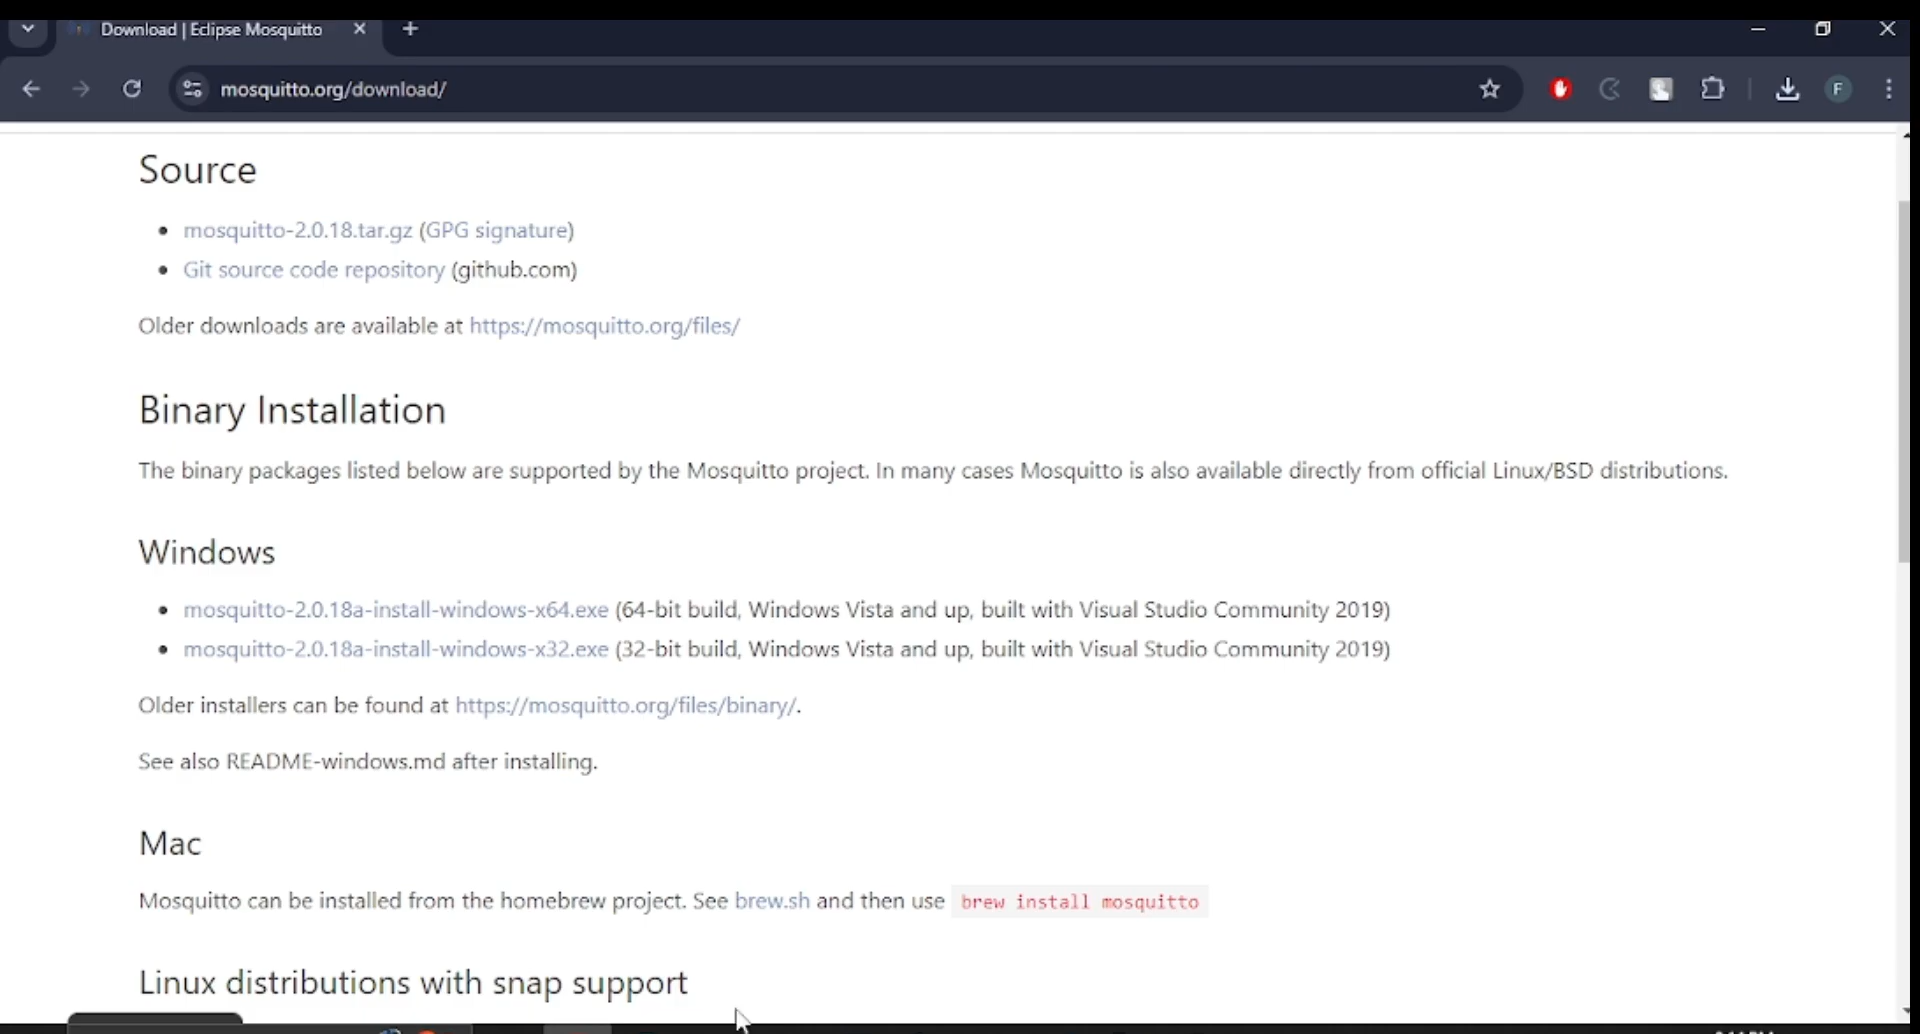 Download | Eclipse Mosquitto
mosquitto.org/download/
F
Source
mosquitto-2.0.18.tar.gz (GPG signature)
Git source code repository (github.com)
Older downloads are available at https://mosquitto.org/files/
Binary Installation
The binary packages listed below are supported by the Mosquitto project. In many cases Mosquitto is also available directly from official Linux/BSD distributions.
Windows
mosquitto-2.0.18a-install-windows-x64.exe (64-bit build, Windows Vista and up, built with Visual Studio Community 2019)
mosquitto-2.0.18a-install-windows-x32.exe (32-bit build, Windows Vista and up, built with Visual Studio Community 2019)
Older installers can be found at https://mosquitto.org/files/binary/.
See also README-windows.md after installing.
Mac
Mosquitto can be installed from the homebrew project. See brew.sh and then use brew install mosquitto
Linux distributions with snap support